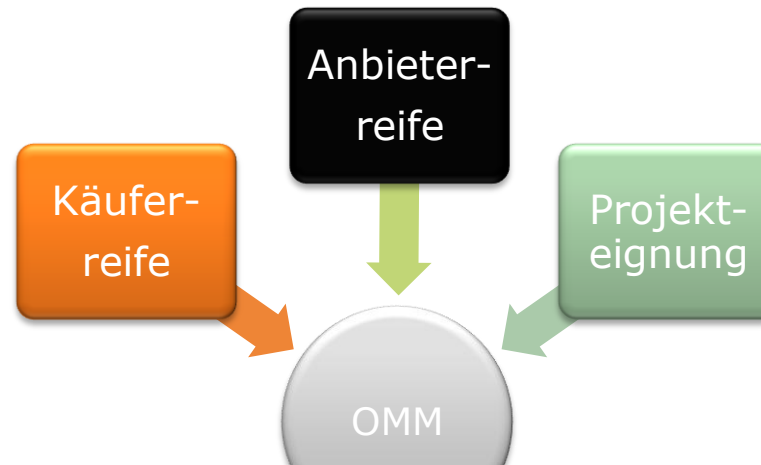 Anbieter-
reife
Käufer-
reife
Projekt-
eignung
OMM